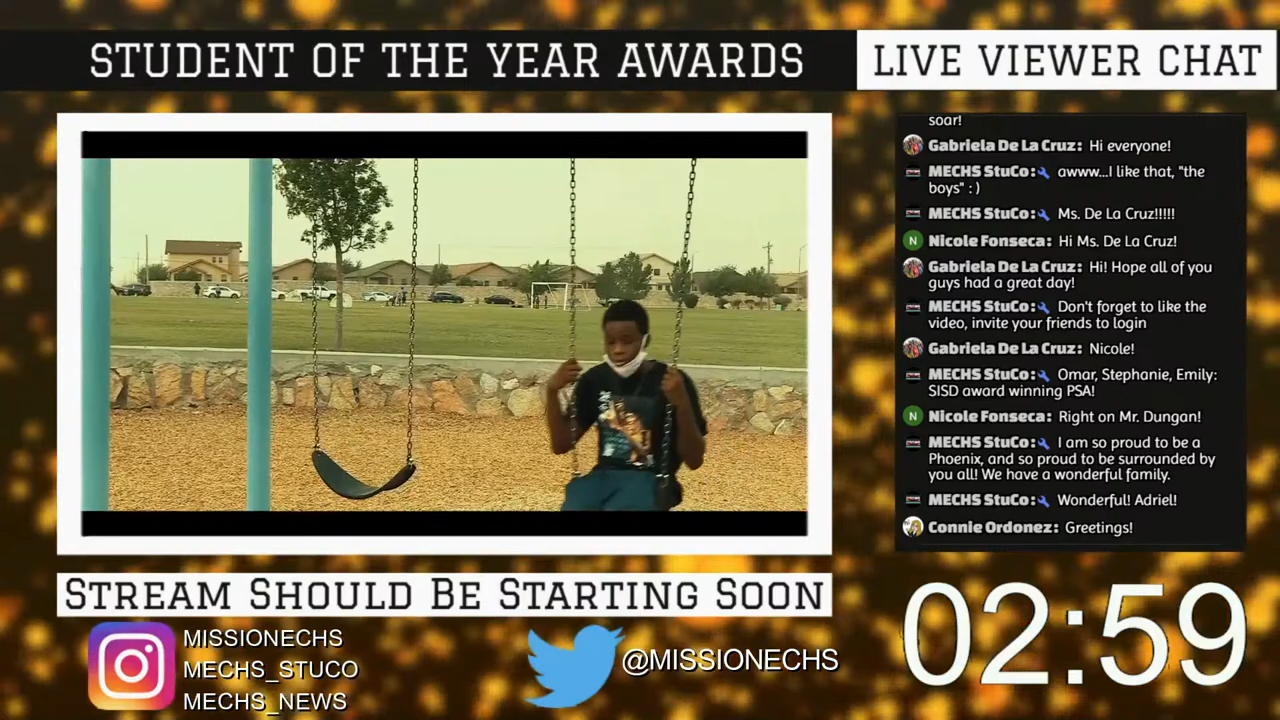 STUDENT OF THE YEAR AWARDS
LIVE VIEWER CHAT
soar!
Gabriela De La Cruz: Hi everyone!
MECHS StuCo: awww...I like that, "the
boys" : )
MECHS StuCo: Ms. De La Cruz!!!!!
N Nicole Fonseca: Hi Ms. De La Cruz!
Gabriela De La Cruz: Hi! Hope all of you
guys had a great day!
MECHS StuCo: Don't forget to like the
video, invite your friends to login
Gabriela De La Cruz: Nicole!
MECHS StuCo: Omar, Stephanie, Emily:
SISD award winning PSA!
N Nicole Fonseca: Right on Mr. Dungan!
MECHS StuCo: I am so proud to be a
Phoenix, and so proud to be surrounded by
you all! We have a wonderful family.
MECHS StuCo: Wonderful! Adriel!
Connie Ordonez: Greetings!
STREAM SHOULD BE STARTING SOON
MISSIONECHS
MECHS_STUCO
MECHS_NEWS
@MISSIONECHS
02:59